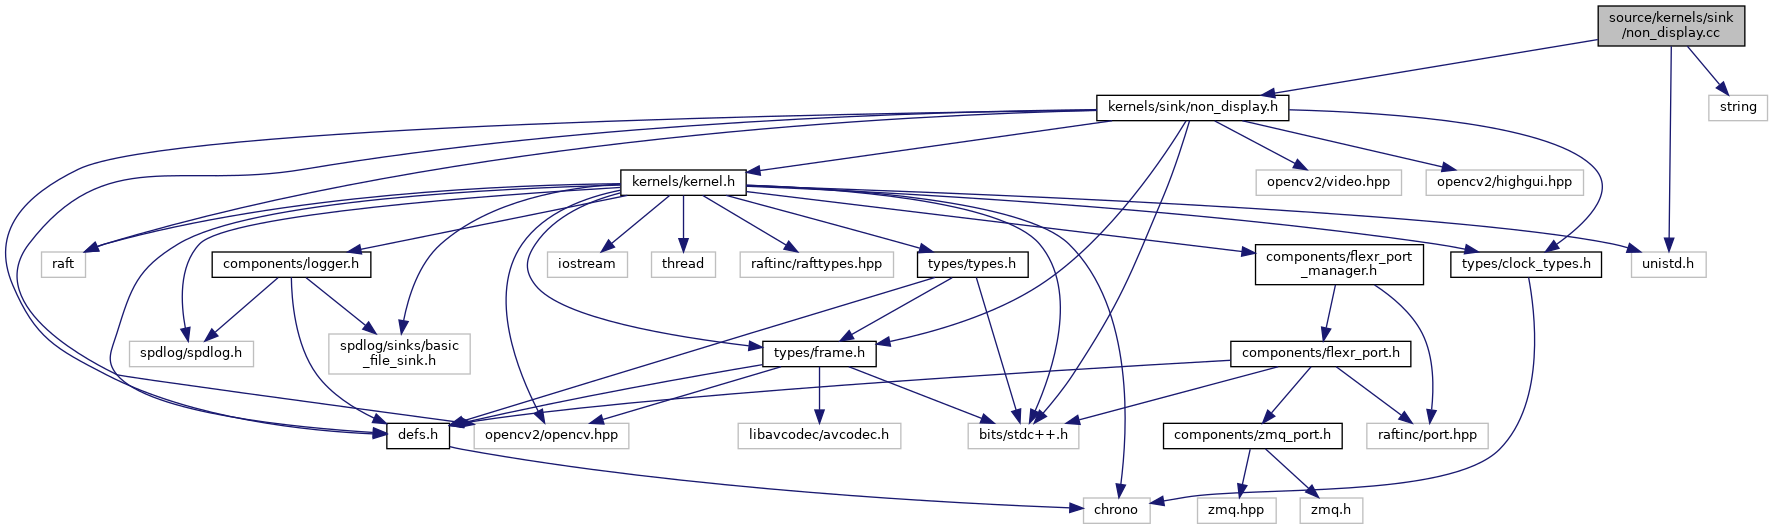 source/kernels/sink
/non_display.cc
kernels/sink/non_display.h
string
kernels/kernel.h
opencv2/video.hpp
opencv2/highgui.hpp
raft
components/logger.h
iostream
thread
raftinc/rafttypes.hpp
types/types.h
components/flexr_port
_manager.h
types/clock_types.h
unistd.h
spdlog/spdlog.h
spdlog/sinks/basic
_file_sink.h
types/frame.h
components/flexr_port.h
defs.h
opencv2/opencv.hpp
libavcodec/avcodec.h
bits/stdc++.h
components/zmq_port.h
raftinc/port.hpp
chrono
zmq.hpp
zmq.h